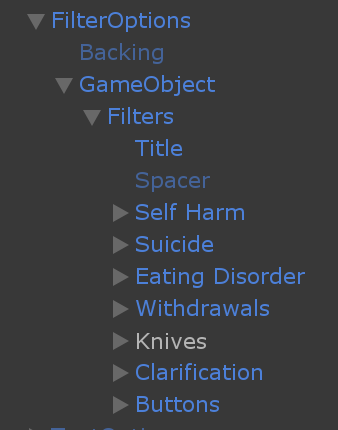 FilterOptions
Backing
GameObject
Filters
Title
Spacer
Self Harm
Suicide
Eating Disorder
Withdrawals
Knives
Clarification
Buttons